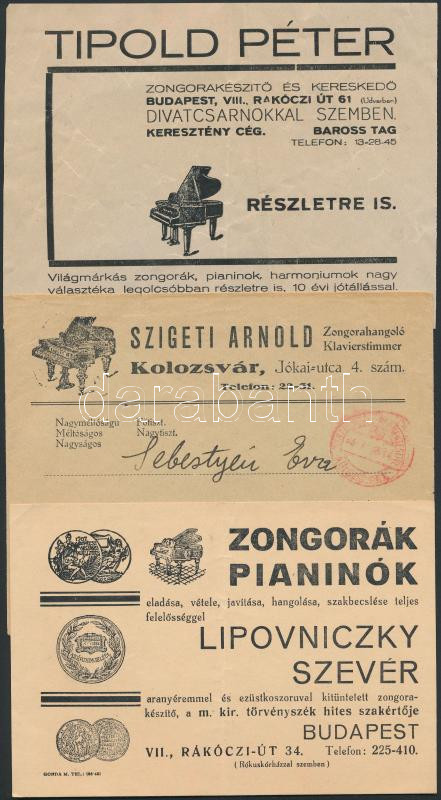 TIPOLD PÉTER
ZONGORAKÉSZITŐ ÉS KERESKEDŐ
BUDAPEST, VIII., RÁKÓCZI ÚT 61 (Udvarban)
DIVATCSARNOKKAL SZEMBEN.
KERESZTÉNY CÉG. BAROSS TAG
TELEFON: 13-28-45
RÉSZLETRE IS.
Világmárkás zongorák, pianinok, harmoniumok nagy
választéka legolcsóbban részletre is, 10 évi jótállással.
SZIGETI ARNOLD Zongorahangoló
Klavierstimmer
Kolozsvár, Jókai-utca 4. szám.
Telefon: 22-31.
Nagyméltóságu Főtiszt.
Méltóságos Nagytiszt.
Nagyságos
Sebestyén Éva
darabanth
ZONGORÁK
PIANINÓK
eladása, vétele, javitása, hangolása, szakbecslése teljes
felelősséggel
LIPOVNICZKY
SZEVÉR
aranyéremmel és ezüstkoszoruval kitüntetett zongora-
készitő, a m. kir. törvényszék hites szakértője
BUDAPEST
VII., RÁKÓCZI-ÚT 34. Telefon: 225-410.
(Rókuskórházzal szemben)